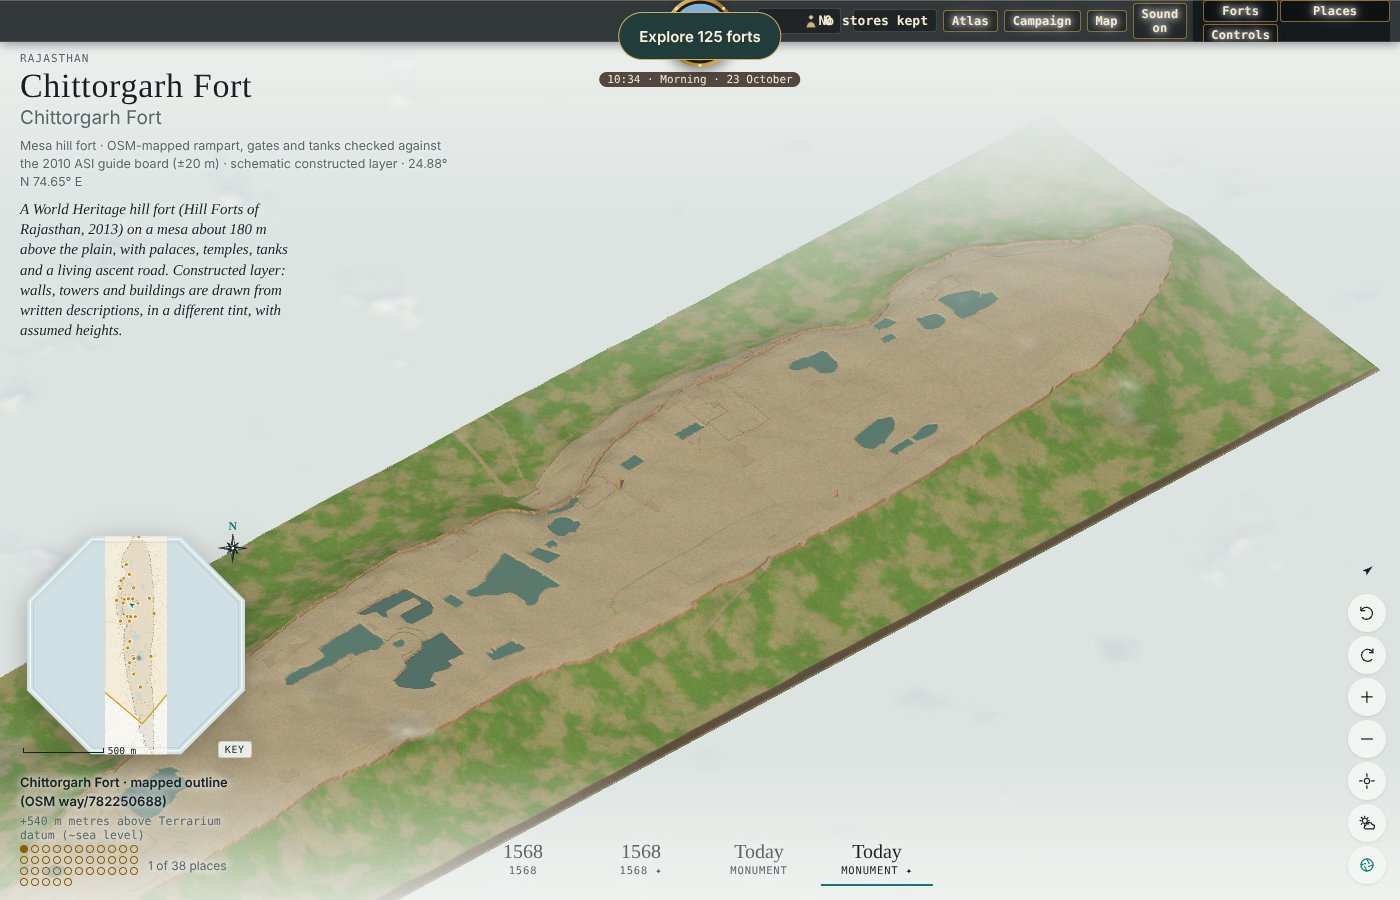 stores kept
Atlas
Campaign
Map
Sound on
Forts
Places
Controls
Explore 125 forts
10:34 · Morning · 23 October
RAJASTHAN
Chittorgarh Fort
Chittorgarh Fort
Mesa hill fort · OSM-mapped rampart, gates and tanks checked against
the 2010 ASI guide board (±20 m) · schematic constructed layer · 24.88°
N 74.65° E
A World Heritage hill fort (Hill Forts of
Rajasthan, 2013) on a mesa about 180 m
above the plain, with palaces, temples, tanks
and a living ascent road. Constructed layer:
walls, towers and buildings are drawn from
written descriptions, in a different tint, with
assumed heights.
N
500 m
KEY
Chittorgarh Fort · mapped outline
(OSM way/782250688)
+540 m metres above Terrarium
datum (~sea level)
1 of 38 places
1568
1568
1568
1568 ✦
Today
MONUMENT
Today
MONUMENT ✦